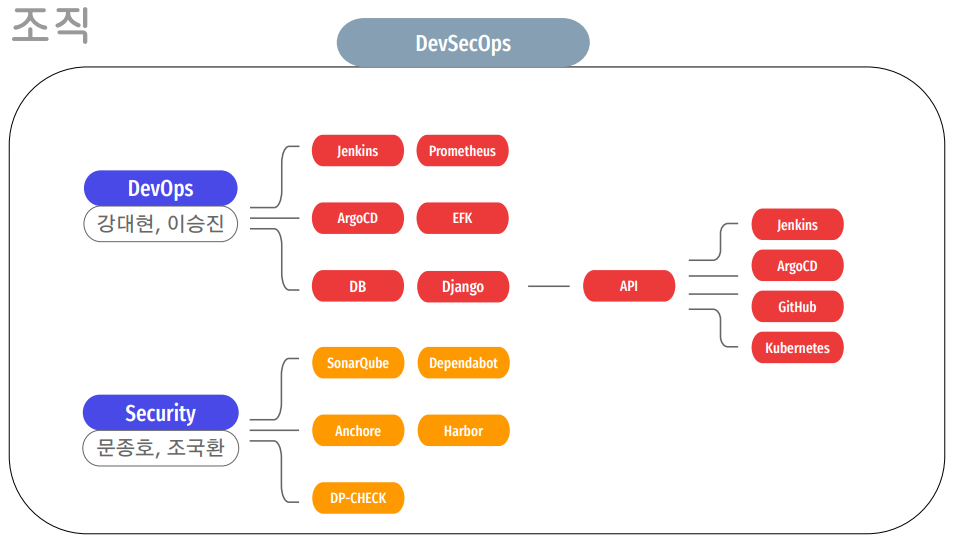 조직
DevSecOps
DevOps
강대현, 이승진
Jenkins
Prometheus
ArgoCD
EFK
DB
Django
API
Jenkins
ArgoCD
GitHub
Kubernetes
Security
문종호, 조국환
SonarQube
Dependabot
Anchore
Harbor
DP-CHECK